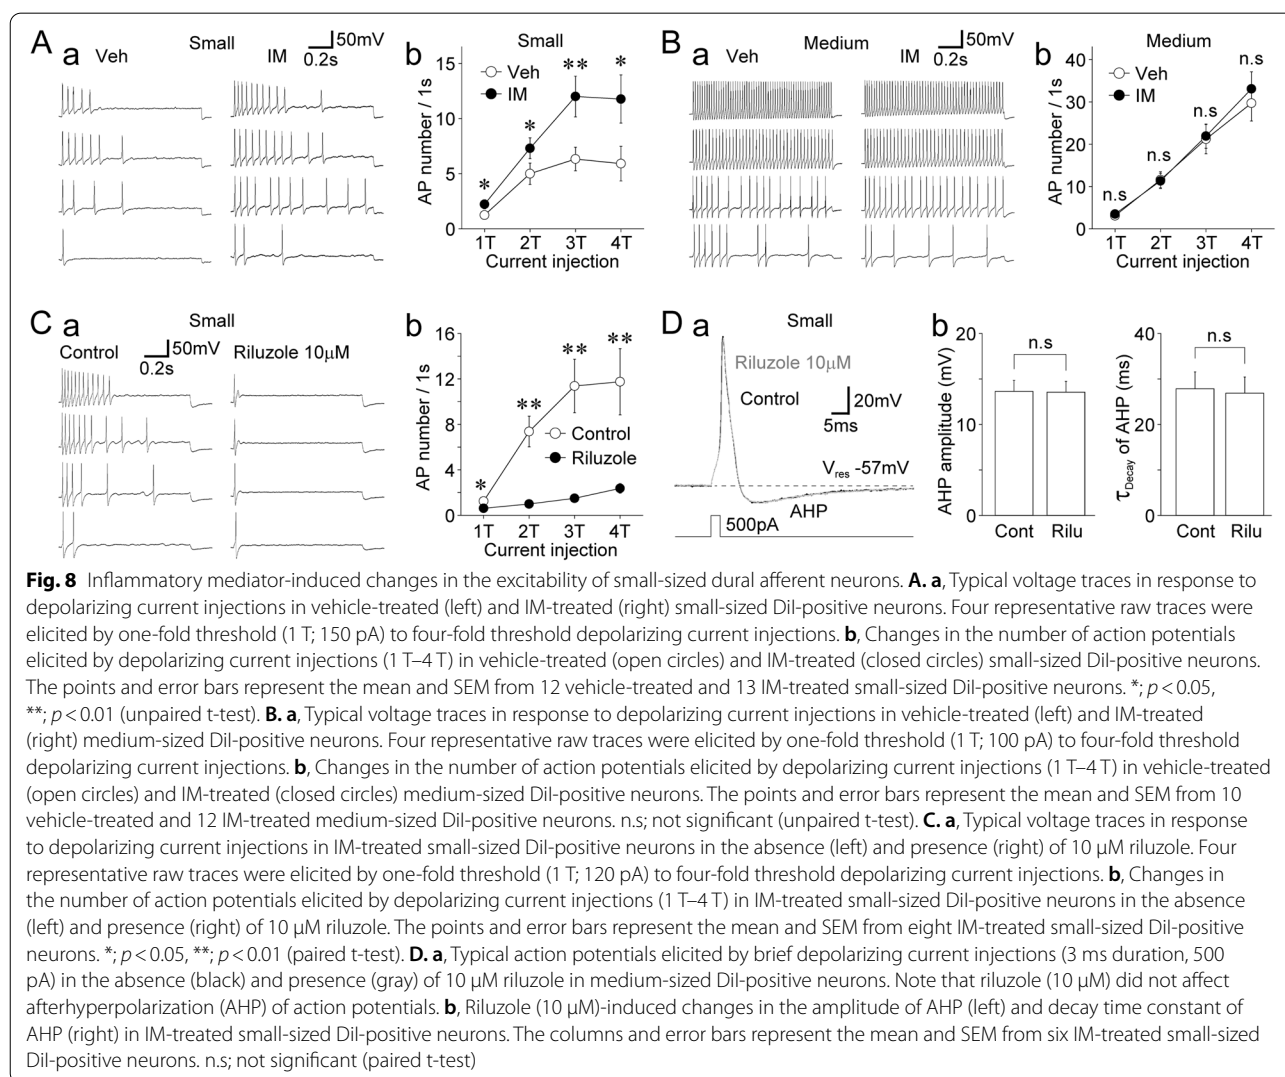 A a Veh Small IM 50mV 0.2s
b Small
AP number / 1s
15
10
5
0
Veh
IM
* * ** *
1T 2T 3T 4T
Current injection
B a Veh Medium IM 50mV 0.2s
b Medium
AP number / 1s
40
30
20
10
0
Veh
IM
n.s n.s n.s n.s
1T 2T 3T 4T
Current injection
C a Small
Control 50mV 0.2s Riluzole 10μM
b Small
AP number / 1s
16
12
8
4
0
* ** ** **
Control
Riluzole
1T 2T 3T 4T
Current injection
D a Small
Riluzole 10μM
Control
20mV
5ms
Vres -57mV
AHP
500pA
b
AHP amplitude (mV)
20
10
0
n.s
Cont Rilu
τDecay of AHP (ms)
40
20
0
n.s
Cont Rilu
Fig. 8 Inflammatory mediator-induced changes in the excitability of small-sized dural afferent neurons. A. a, Typical voltage traces in response to
depolarizing current injections in vehicle-treated (left) and IM-treated (right) small-sized DiI-positive neurons. Four representative raw traces were
elicited by one-fold threshold (1 T; 150 pA) to four-fold threshold depolarizing current injections. b, Changes in the number of action potentials
elicited by depolarizing current injections (1 T–4 T) in vehicle-treated (open circles) and IM-treated (closed circles) small-sized DiI-positive neurons.
The points and error bars represent the mean and SEM from 12 vehicle-treated and 13 IM-treated small-sized DiI-positive neurons. *; p < 0.05,
**; p < 0.01 (unpaired t-test). B. a, Typical voltage traces in response to depolarizing current injections in vehicle-treated (left) and IM-treated
(right) medium-sized DiI-positive neurons. Four representative raw traces were elicited by one-fold threshold (1 T; 100 pA) to four-fold threshold
depolarizing current injections. b, Changes in the number of action potentials elicited by depolarizing current injections (1 T–4 T) in vehicle-treated
(open circles) and IM-treated (closed circles) medium-sized DiI-positive neurons. The points and error bars represent the mean and SEM from 10
vehicle-treated and 12 IM-treated medium-sized DiI-positive neurons. n.s; not significant (unpaired t-test). C. a, Typical voltage traces in response
to depolarizing current injections in IM-treated small-sized DiI-positive neurons in the absence (left) and presence (right) of 10 µM riluzole. Four
representative raw traces were elicited by one-fold threshold (1 T; 120 pA) to four-fold threshold depolarizing current injections. b, Changes in
the number of action potentials elicited by depolarizing current injections (1 T–4 T) in IM-treated small-sized DiI-positive neurons in the absence
(left) and presence (right) of 10 µM riluzole. The points and error bars represent the mean and SEM from eight IM-treated small-sized DiI-positive
neurons. *; p < 0.05, **; p < 0.01 (paired t-test). D. a, Typical action potentials elicited by brief depolarizing current injections (3 ms duration, 500
pA) in the absence (black) and presence (gray) of 10 µM riluzole in medium-sized DiI-positive neurons. Note that riluzole (10 µM) did not affect
afterhyperpolarization (AHP) of action potentials. b, Riluzole (10 µM)-induced changes in the amplitude of AHP (left) and decay time constant of
AHP (right) in IM-treated small-sized DiI-positive neurons. The columns and error bars represent the mean and SEM from six IM-treated small-sized
DiI-positive neurons. n.s; not significant (paired t-test)